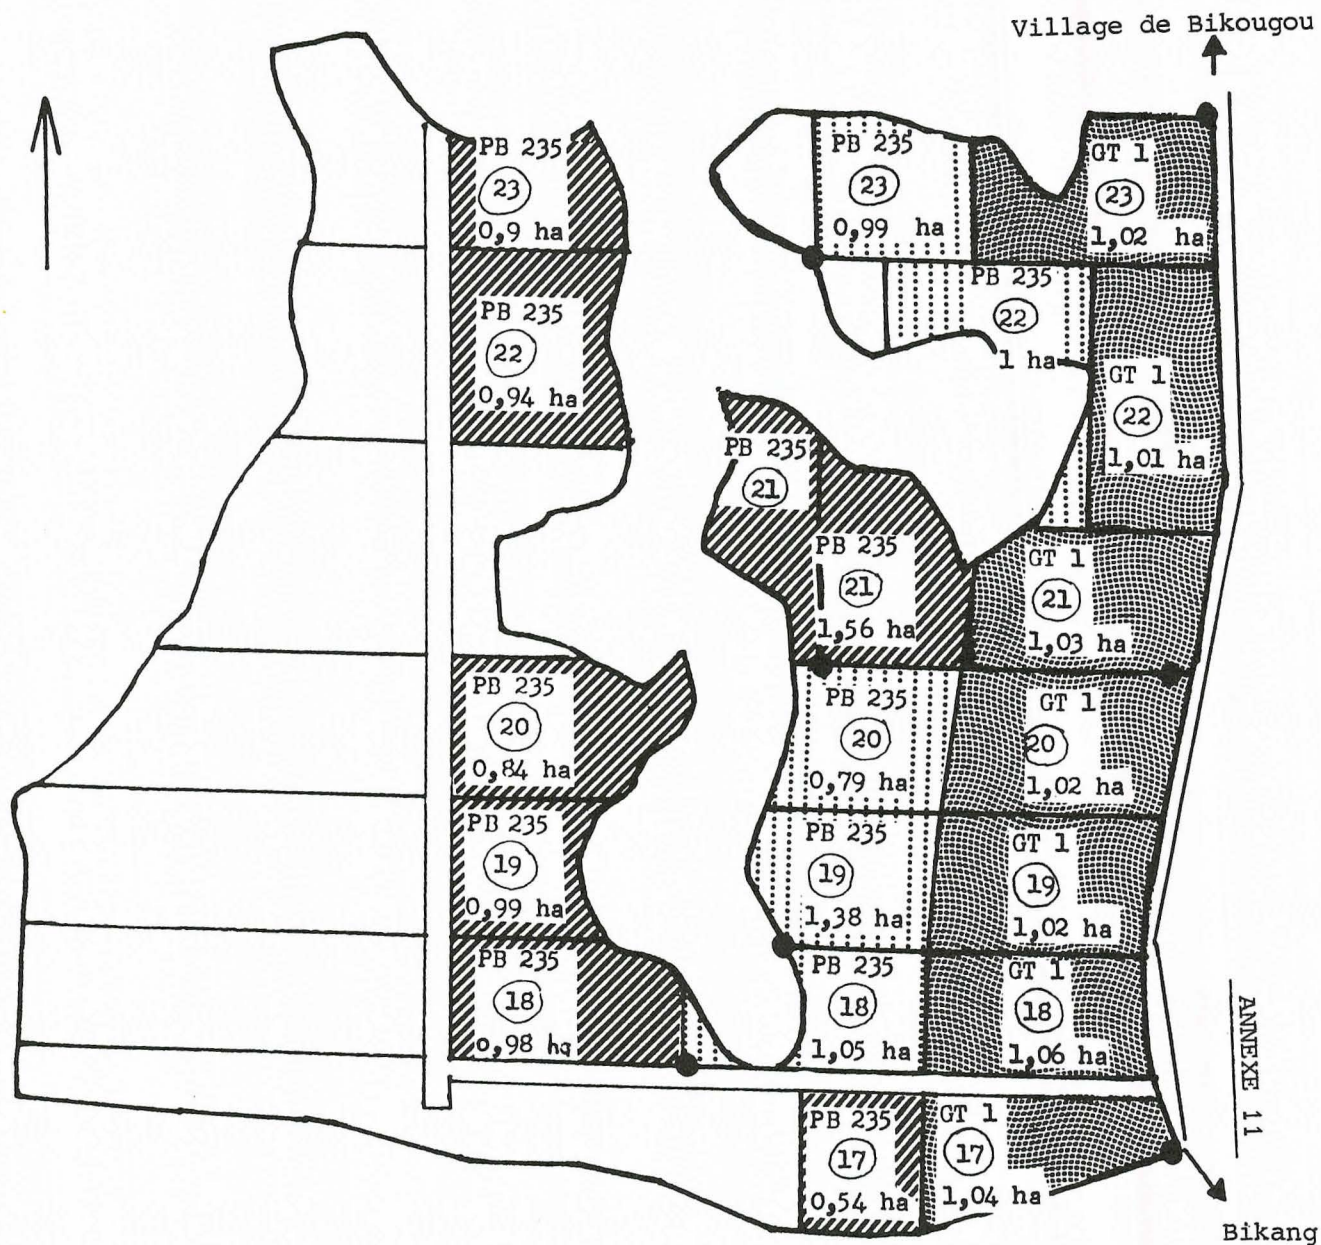 Village de Bikougou
PB 235
23
0,9 ha
PB 235
23
0,99 ha
GT 1
23
1,02 ha
PB 235
22
0,94 ha
PB 235
22
1 ha
GT 1
22
1,01 ha
PB 235
21
PB 235
21
1,56 ha
GT 1
21
1,03 ha
PB 235
20
0,84 ha
PB 235
20
0,79 ha
GT 1
20
1,02 ha
PB 235
19
0,99 ha
PB 235
19
1,38 ha
GT 1
19
1,02 ha
PB 235
18
0,98 ha
PB 235
18
1,05 ha
GT 1
18
1,06 ha
PB 235
17
0,54 ha
GT 1
17
1,04 ha
ANNEXE 11
Bikang